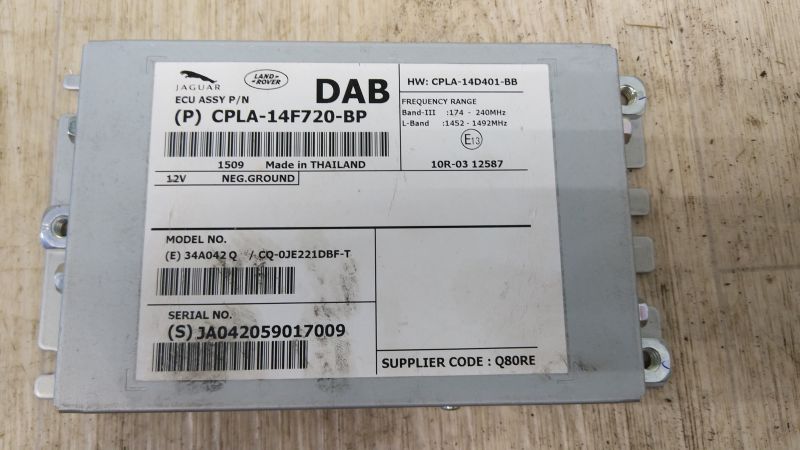 JAGUAR
LAND ROVER
DAB
ECU ASSY P/N
(P) CPLA-14F720-BP
1509 Made in THAILAND
12V NEG.GROUND
HW: CPLA-14D401-BB
FREQUENCY RANGE
Band-III :174 - 240MHz
L-Band :1452 - 1492MHz
E13
10R-03 12587
MODEL NO.
(E) 34A042 Q / CQ-0JE221DBF-T
SERIAL NO.
(S) JA042059017009
SUPPLIER CODE : Q80RE